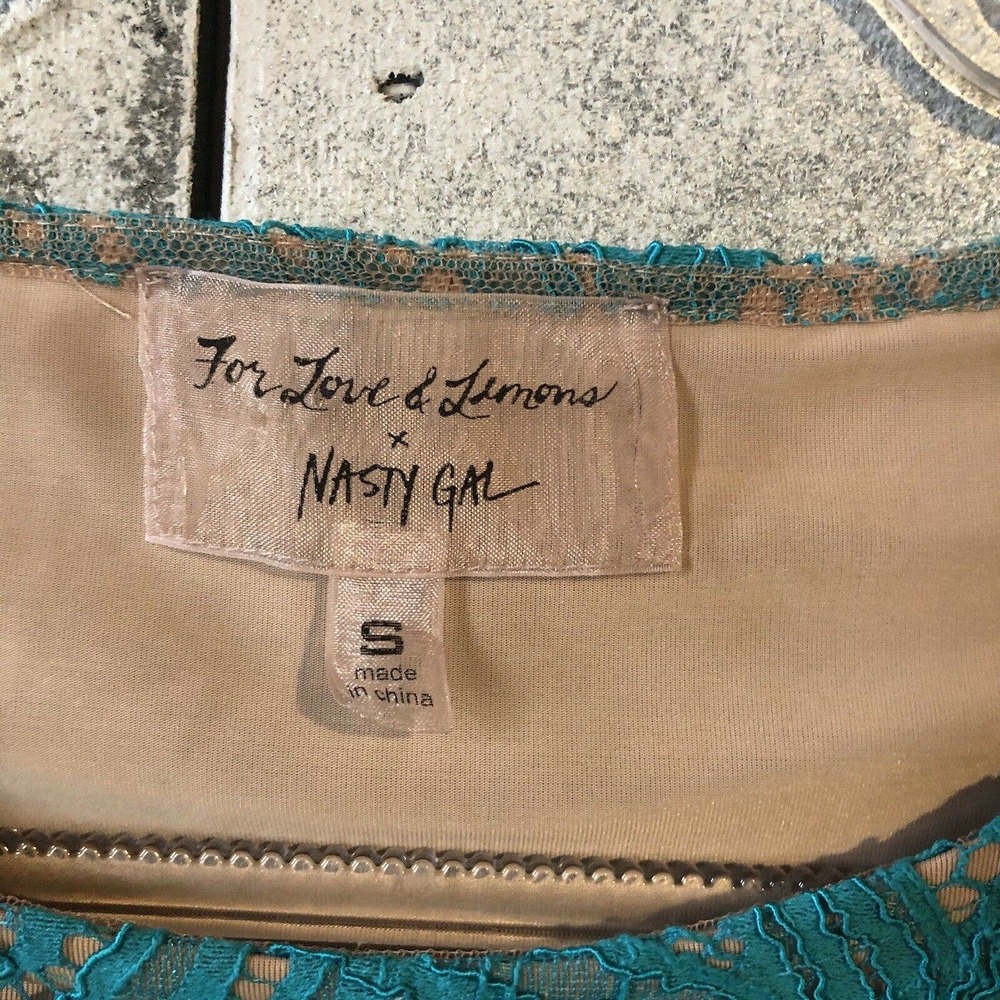 For Love & Lemons
x
NASTY GAL
S
made
in china